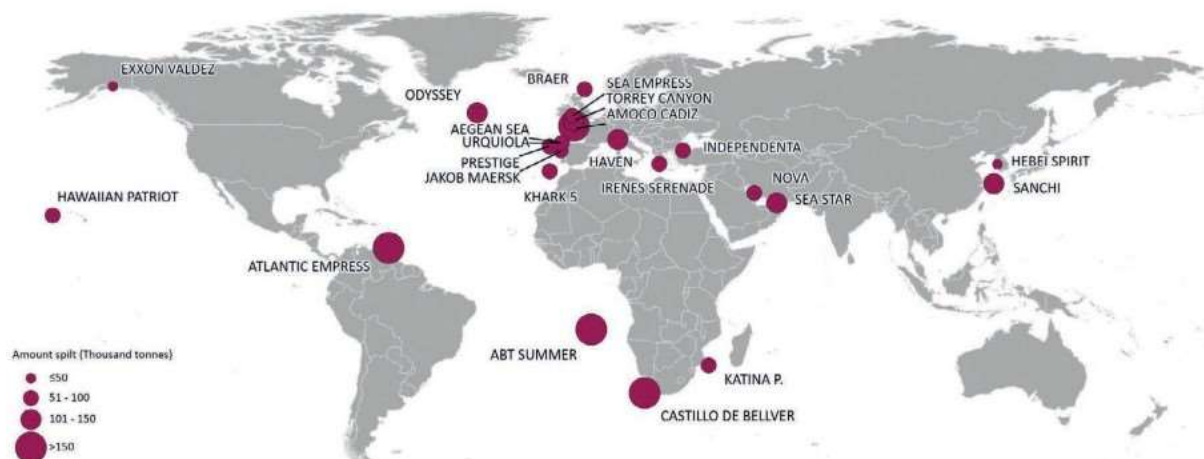 EXXON VALDEZ
BRAER
SEA EMPRESS
TORREY CANYON
AMOCO CADIZ
ODYSSEY
AEGEAN SEA
URQUIOLA
PRESTIGE
JAKOB MAERSK
HAVEN
INDEPENDENTA
KHARK 5
IRENES SERENADE
NOVA
SEA STAR
HEBEI SPIRIT
SANCHI
HAWAIIAN PATRIOT
ATLANTIC EMPRESS
ABT SUMMER
KATINA P.
CASTILLO DE BELLVER
Amount spilt (Thousand tonnes)
≤50
51 - 100
101 - 150
>150